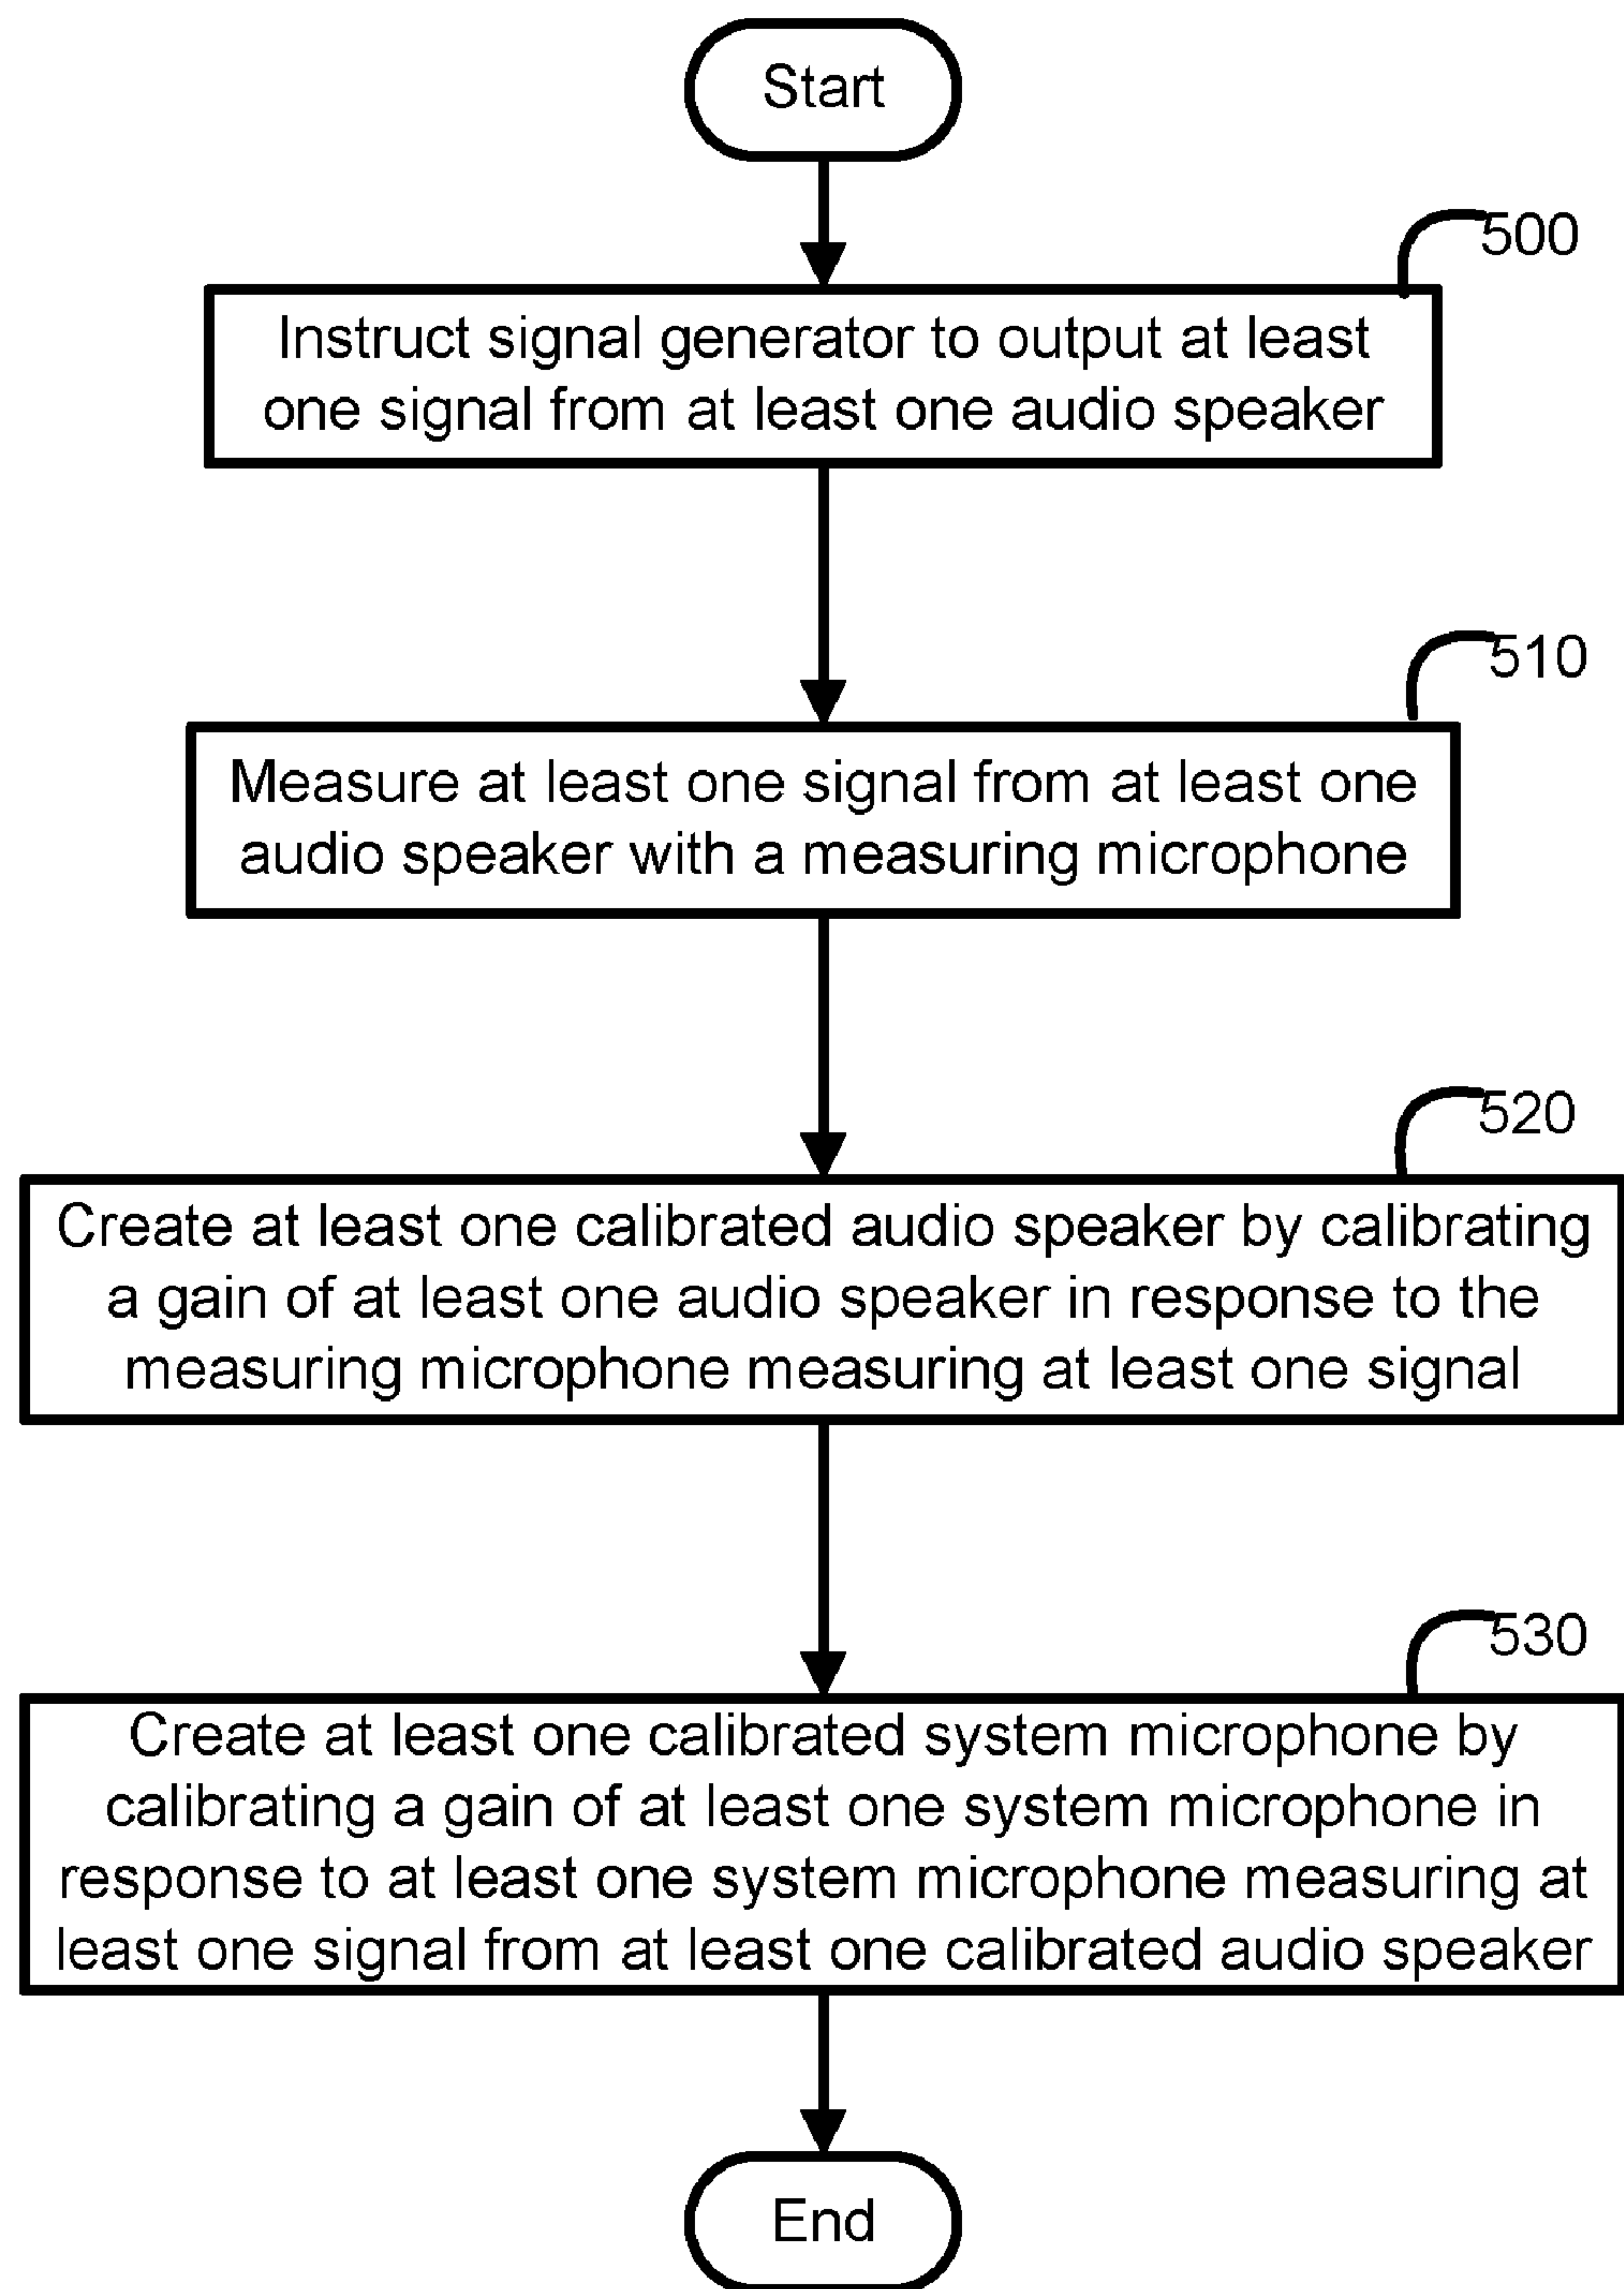 Start
500
Instruct signal generator to output at least
one signal from at least one audio speaker
510
Measure at least one signal from at least one
audio speaker with a measuring microphone
520
Create at least one calibrated audio speaker by calibrating
a gain of at least one audio speaker in response to the
measuring microphone measuring at least one signal
530
Create at least one calibrated system microphone by
calibrating a gain of at least one system microphone in
response to at least one system microphone measuring at
least one signal from at least one calibrated audio speaker
End